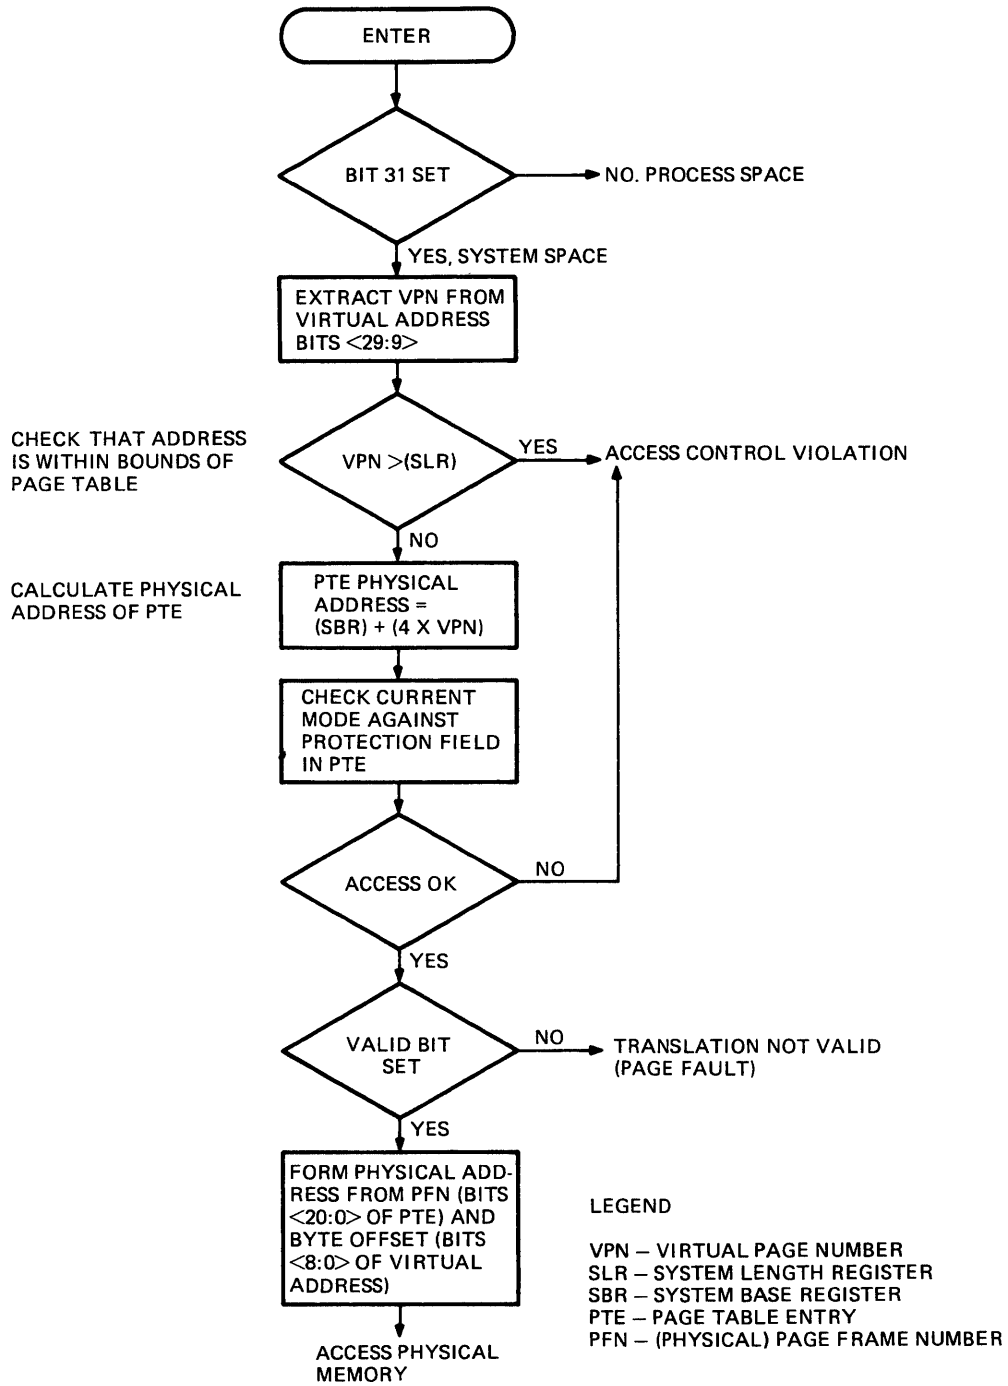 ENTER
BIT 31 SET
NO. PROCESS SPACE
YES, SYSTEM SPACE
EXTRACT VPN FROM
VIRTUAL ADDRESS
BITS <29:9>
CHECK THAT ADDRESS
IS WITHIN BOUNDS OF
PAGE TABLE
VPN >(SLR)
YES
ACCESS CONTROL VIOLATION
NO
CALCULATE PHYSICAL
ADDRESS OF PTE
PTE PHYSICAL
ADDRESS =
(SBR) + (4 X VPN)
CHECK CURRENT
MODE AGAINST
PROTECTION FIELD
IN PTE
ACCESS OK
NO
YES
VALID BIT
SET
NO
TRANSLATION NOT VALID
(PAGE FAULT)
YES
FORM PHYSICAL ADD-
RESS FROM PFN (BITS
<20:0> OF PTE) AND
BYTE OFFSET (BITS
<8:0> OF VIRTUAL
ADDRESS)
ACCESS PHYSICAL
MEMORY
LEGEND
VPN – VIRTUAL PAGE NUMBER
SLR – SYSTEM LENGTH REGISTER
SBR – SYSTEM BASE REGISTER
PTE – PAGE TABLE ENTRY
PFN – (PHYSICAL) PAGE FRAME NUMBER